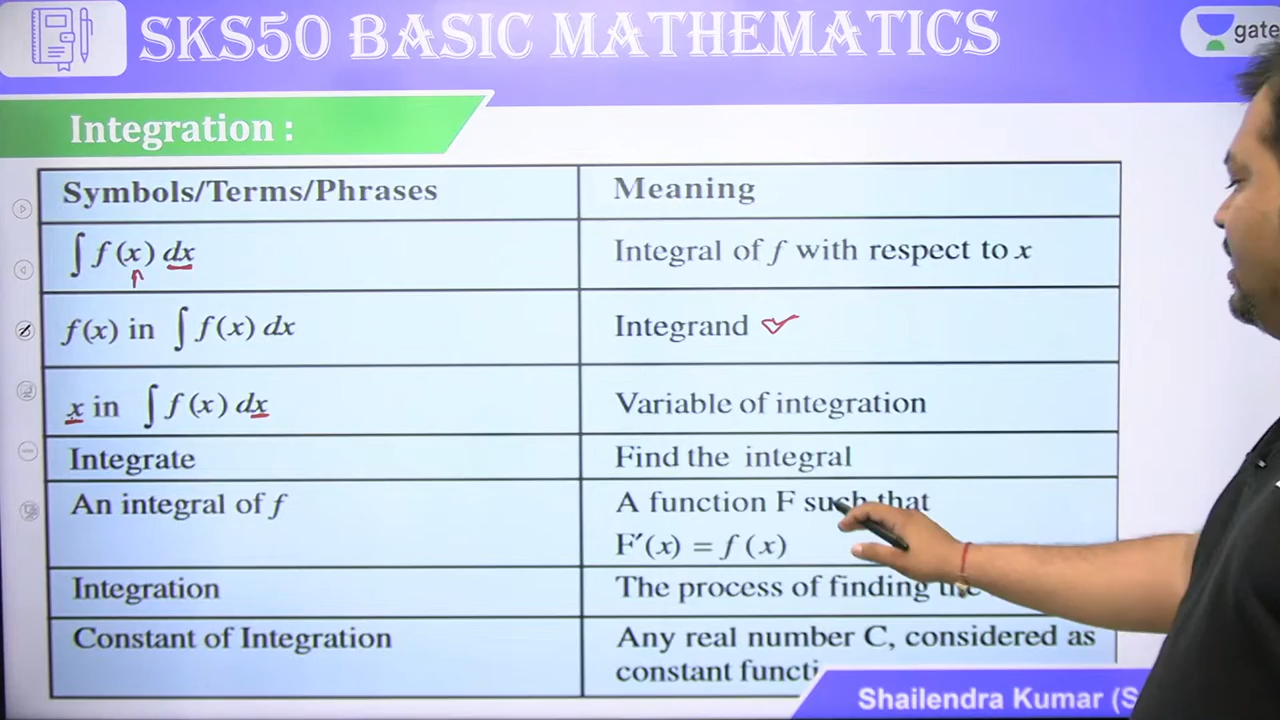 SKS50 BASIC MATHEMATICS
gate
Integration :
Symbols/Terms/Phrases
Meaning
∫ f (x) dx
Integral of f with respect to x
f(x) in ∫ f(x) dx
Integrand
x in ∫ f (x) dx
Variable of integration
Integrate
Find the integral
An integral of f
A function F such that
F′(x) = f (x)
Integration
The process of finding the
Constant of Integration
Any real number C, considered as
constant
Shailendra Kumar (S